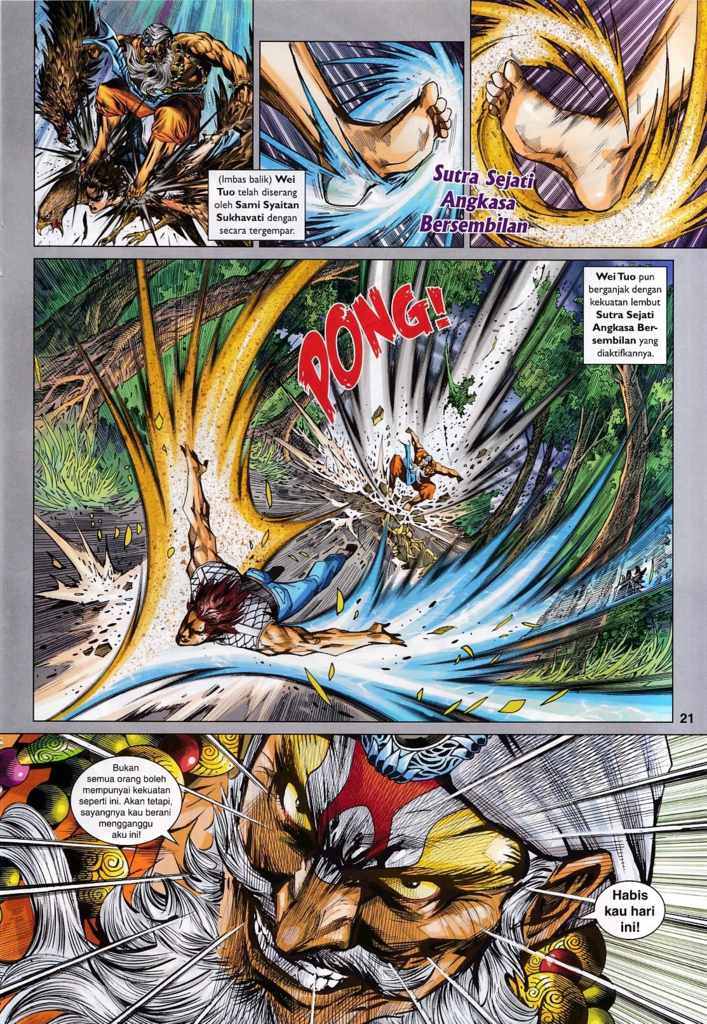 (Imbas balik) Wei
Tuo telah diserang
oleh Sami Syaitan
Sukhavati dengan
secara tergempar.
Sutra Sejati
Angkasa
Bersembilan
Wei Tuo pun
berganjak dengan
kekuatan lembut
Sutra Sejati
Angkasa Ber-
sembilan yang
diaktifkannya.
PONG!
21
Bukan
semua orang boleh
mempunyai kekuatan
seperti ini. Akan tetapi,
sayangnya kau berani
mengganggu
aku ini!
Habis
kau hari
ini!